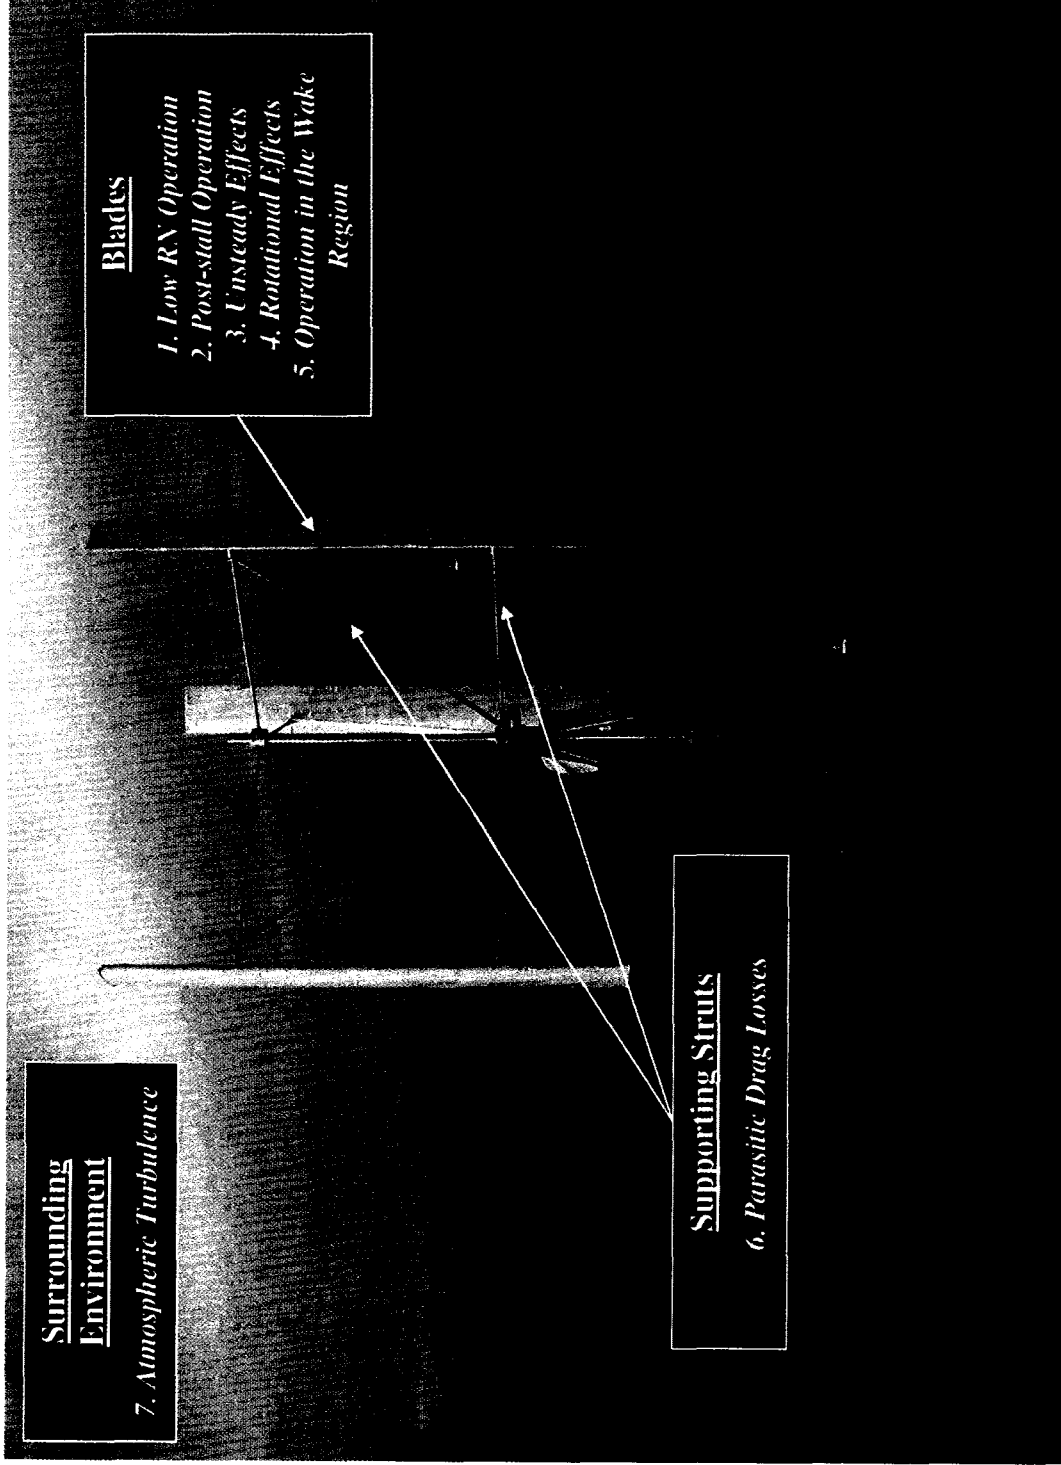 Surrounding
Environment
7. Atmospheric Turbulence
Supporting Struts
6. Parasitic Drag Losses
Blades
1. Low RN Operation
2. Post-stall Operation
3. Unsteady Effects
4. Rotational Effects
5. Operation in the Wake
Region